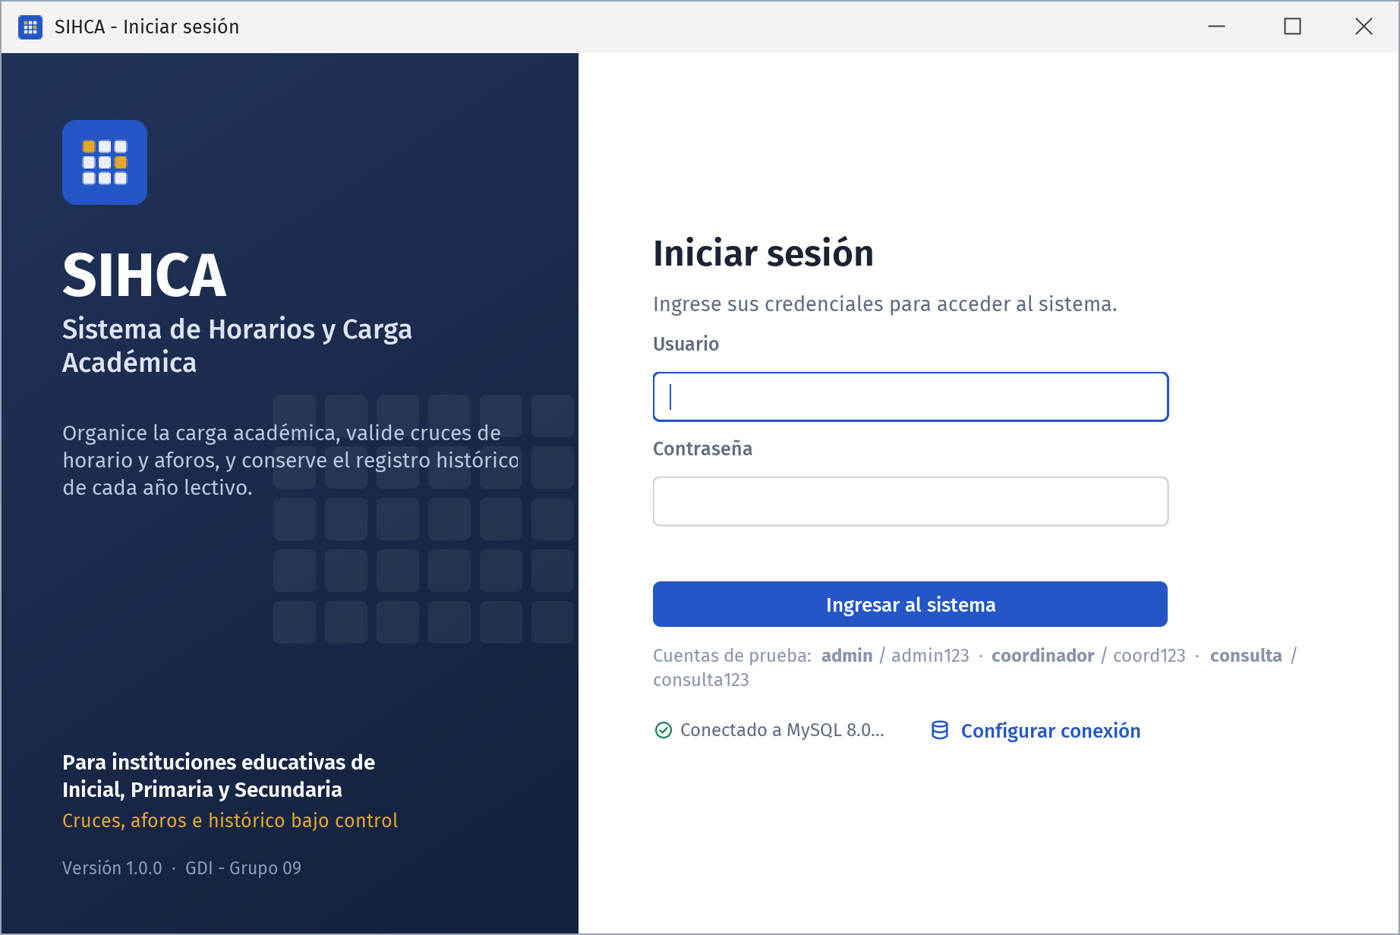 SIHCA - Iniciar sesión
SIHCA
Sistema de Horarios y Carga
Académica
Organice la carga académica, valide cruces de
horario y aforos, y conserve el registro histórico
de cada año lectivo.
Para instituciones educativas de
Inicial, Primaria y Secundaria
Cruces, aforos e histórico bajo control
Versión 1.0.0 · GDI - Grupo 09
Iniciar sesión
Ingrese sus credenciales para acceder al sistema.
Usuario
Contraseña
Ingresar al sistema
Cuentas de prueba: admin / admin123 · coordinador / coord123 · consulta /
consulta123
Conectado a MySQL 8.0...
Configurar conexión